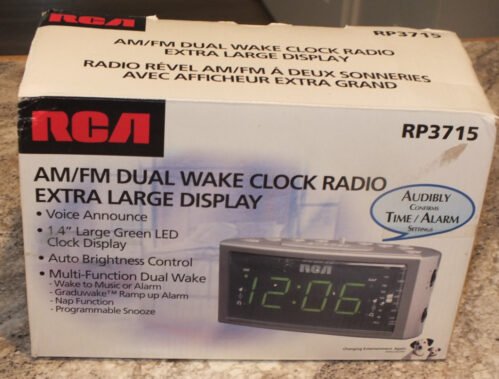 RCA
RP3715
AM/FM DUAL WAKE CLOCK RADIO
EXTRA LARGE DISPLAY
RADIO RÉVEIL AM/FM À DEUX SONNERIES
AVEC AFFICHEUR EXTRA GRAND
RCA
RP3715
AM/FM DUAL WAKE CLOCK RADIO
EXTRA LARGE DISPLAY
• Voice Announce
• 1.4" Large Green LED
Clock Display
• Auto Brightness Control
• Multi-Function Dual Wake
- Wake to Music or Alarm
- Graduwake™ Ramp up Alarm
- Nap Function
- Programmable Snooze
AUDIBLY
CONFIRMS
TIME / ALARM
SETTINGS
RCA
12:06
Changing Entertainment. Again.